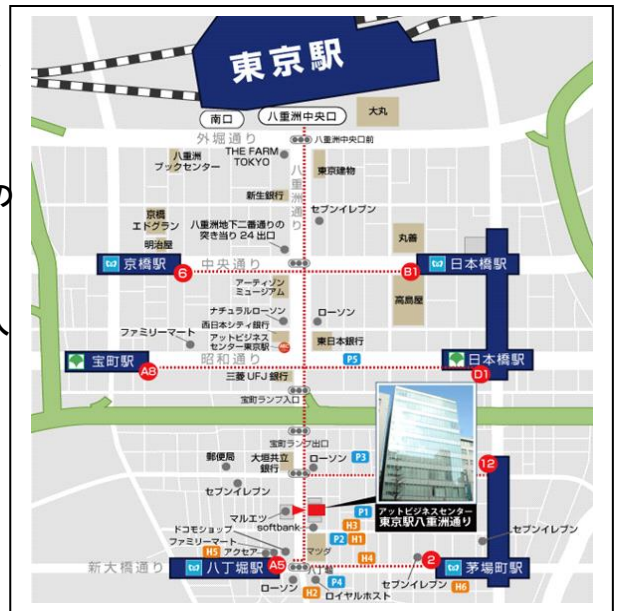 の
人
東京駅
南口
八重洲中央口
大丸
外堀通り
八重洲中央口前
八重洲
ブックセンター
THE FARM
TOKYO
八重洲通り
東京建物
新生銀行
セブンイレブン
京橋
エドグラン
明治屋
八重洲地下二番通りの
突き当り 24 出口
丸善
京橋駅
6
中央通り
B1
日本橋駅
アーティゾン
ミュージアム
高島屋
ナチュラルローソン
ローソン
西日本シティ銀行
ファミリーマート
アットビジネス
センター東京駅
東日本銀行
昭和通り
P5
宝町駅
A8
日本橋駅
D1
三菱UFJ銀行
宝町ランプ入口
宝町ランプ出口
郵便局
大垣共立
銀行
ローソン
P3
12
セブンイレブン
アットビジネスセンター
東京駅八重洲通り
マルエツ
P1
softbank
H3
ドコモショップ
P2
H1
セブンイレブン
ファミリーマート
マツダ
H5
アクセア
H4
新大橋通り
八丁堀駅
A5
八丁堀
2
茅場町駅
ローソン
P4
セブンイレブン
H6
H2
ロイヤルホスト